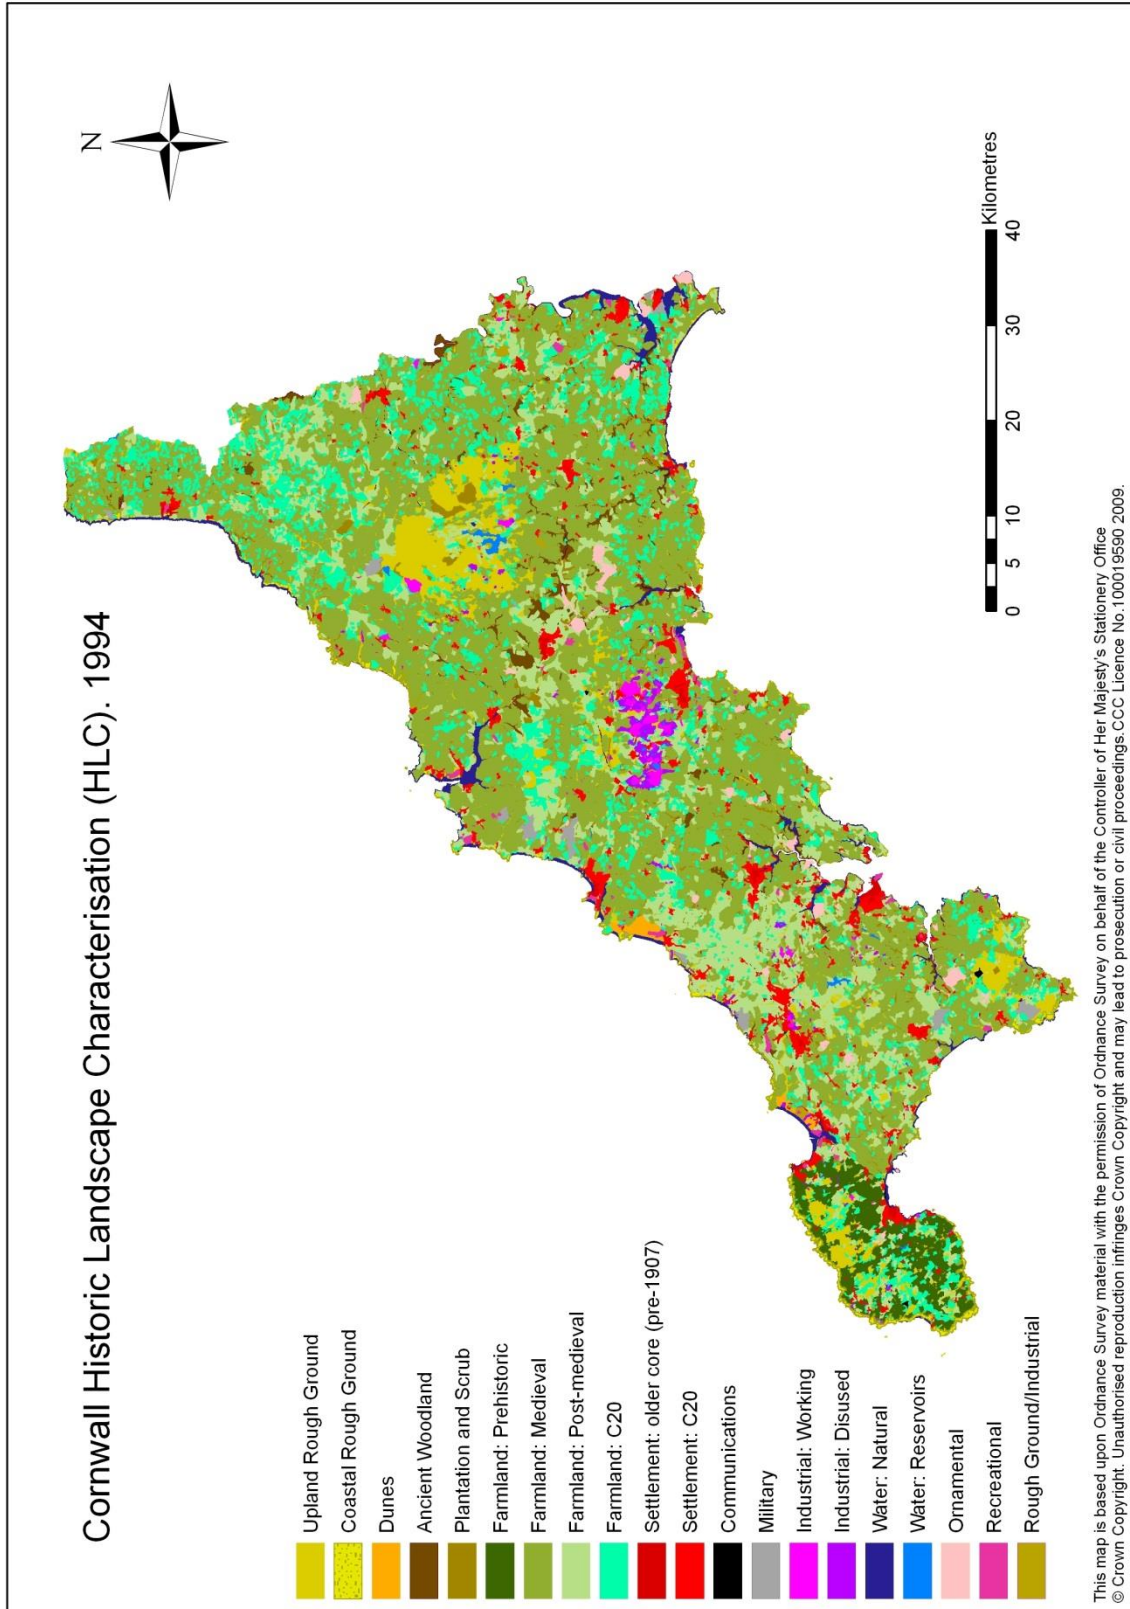 Cornwall Historic Landscape Characterisation (HLC). 1994
N
Upland Rough Ground
Coastal Rough Ground
Dunes
Ancient Woodland
Plantation and Scrub
Farmland: Prehistoric
Farmland: Medieval
Farmland: Post-medieval
Farmland: C20
Settlement: older core (pre-1907)
Settlement: C20
Communications
Military
Industrial: Working
Industrial: Disused
Water: Natural
Water: Reservoirs
Ornamental
Recreational
Rough Ground/Industrial
0 5 10 20 30 40
Kilometres
This map is based upon Ordnance Survey material with the permission of Ordnance Survey on behalf of the Controller of Her Majesty's Stationery Office
© Crown Copyright. Unauthorised reproduction infringes Crown Copyright and may lead to prosecution or civil proceedings.CCC Licence No.100019590 2009.